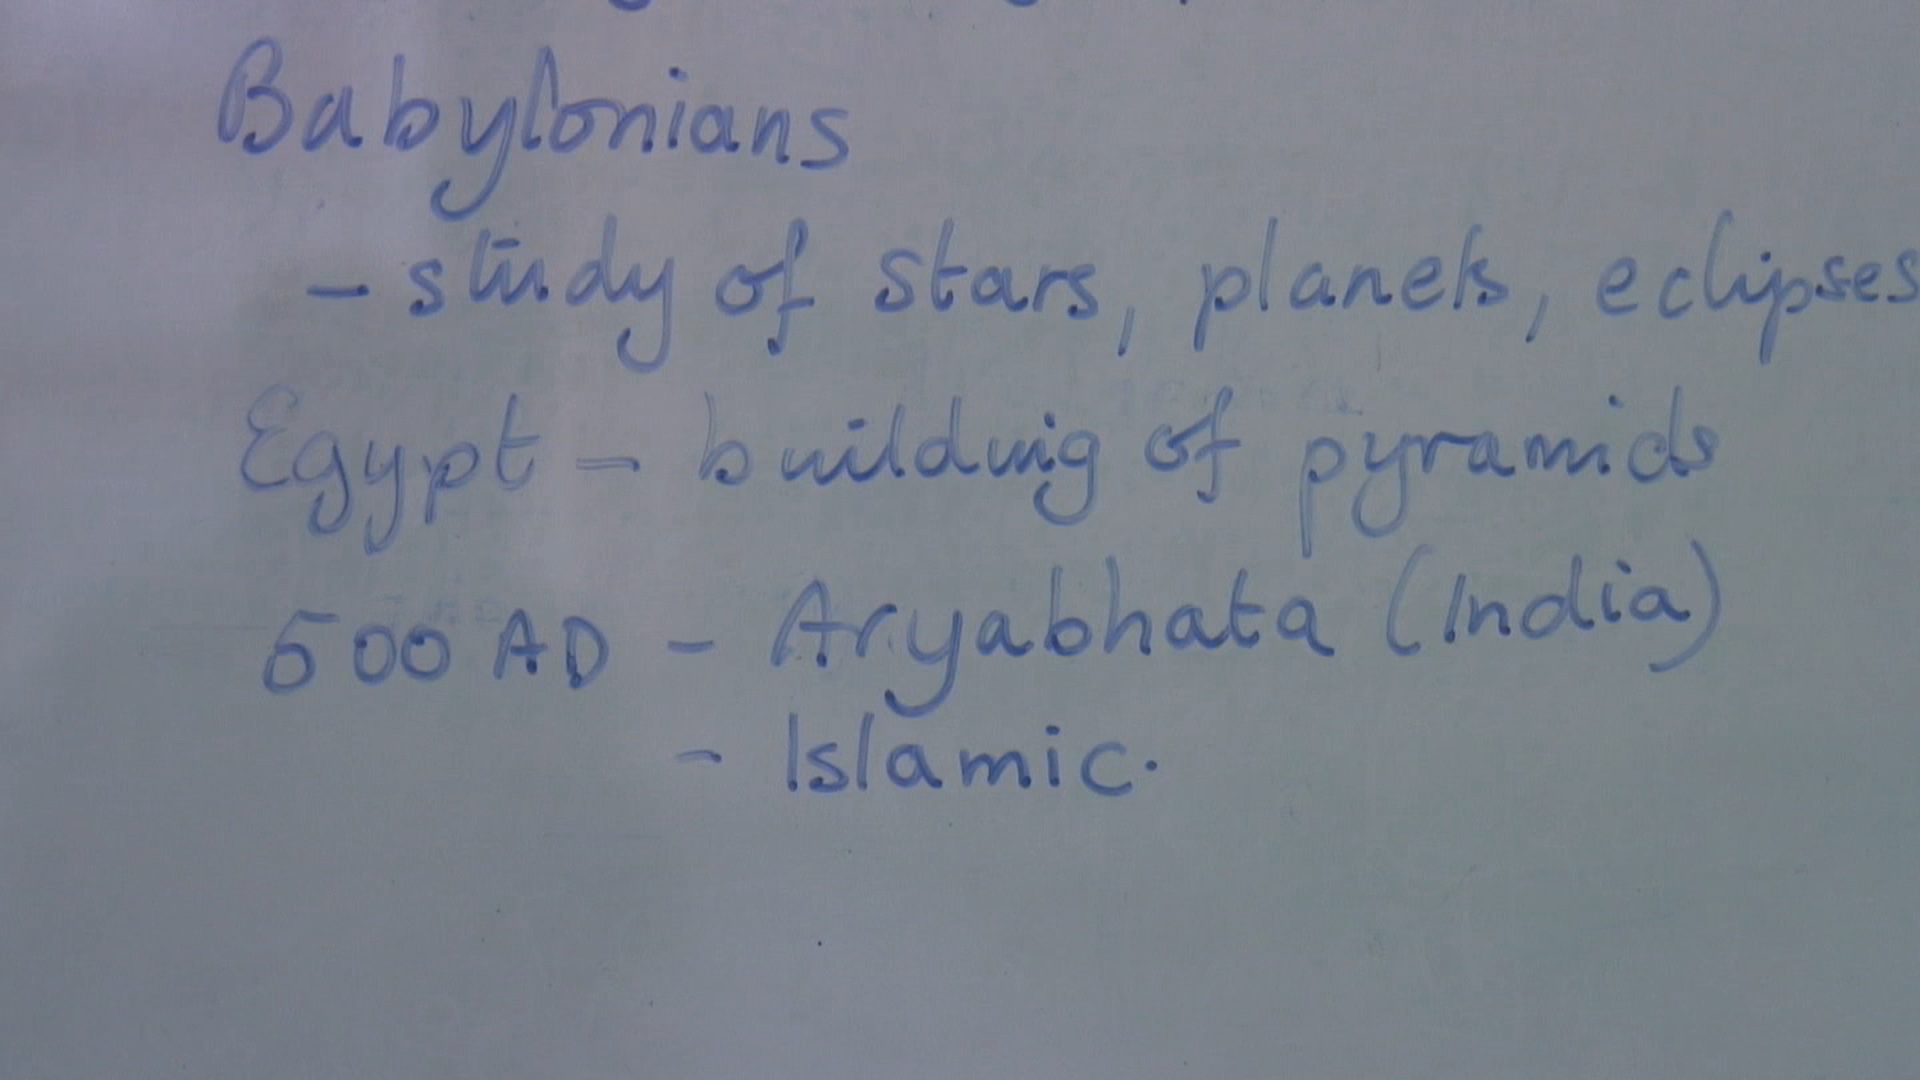 Babylonians
- study of stars, planets, eclipses
Egypt - building of pyramids
500 AD - Aryabhata (India)
- Islamic.